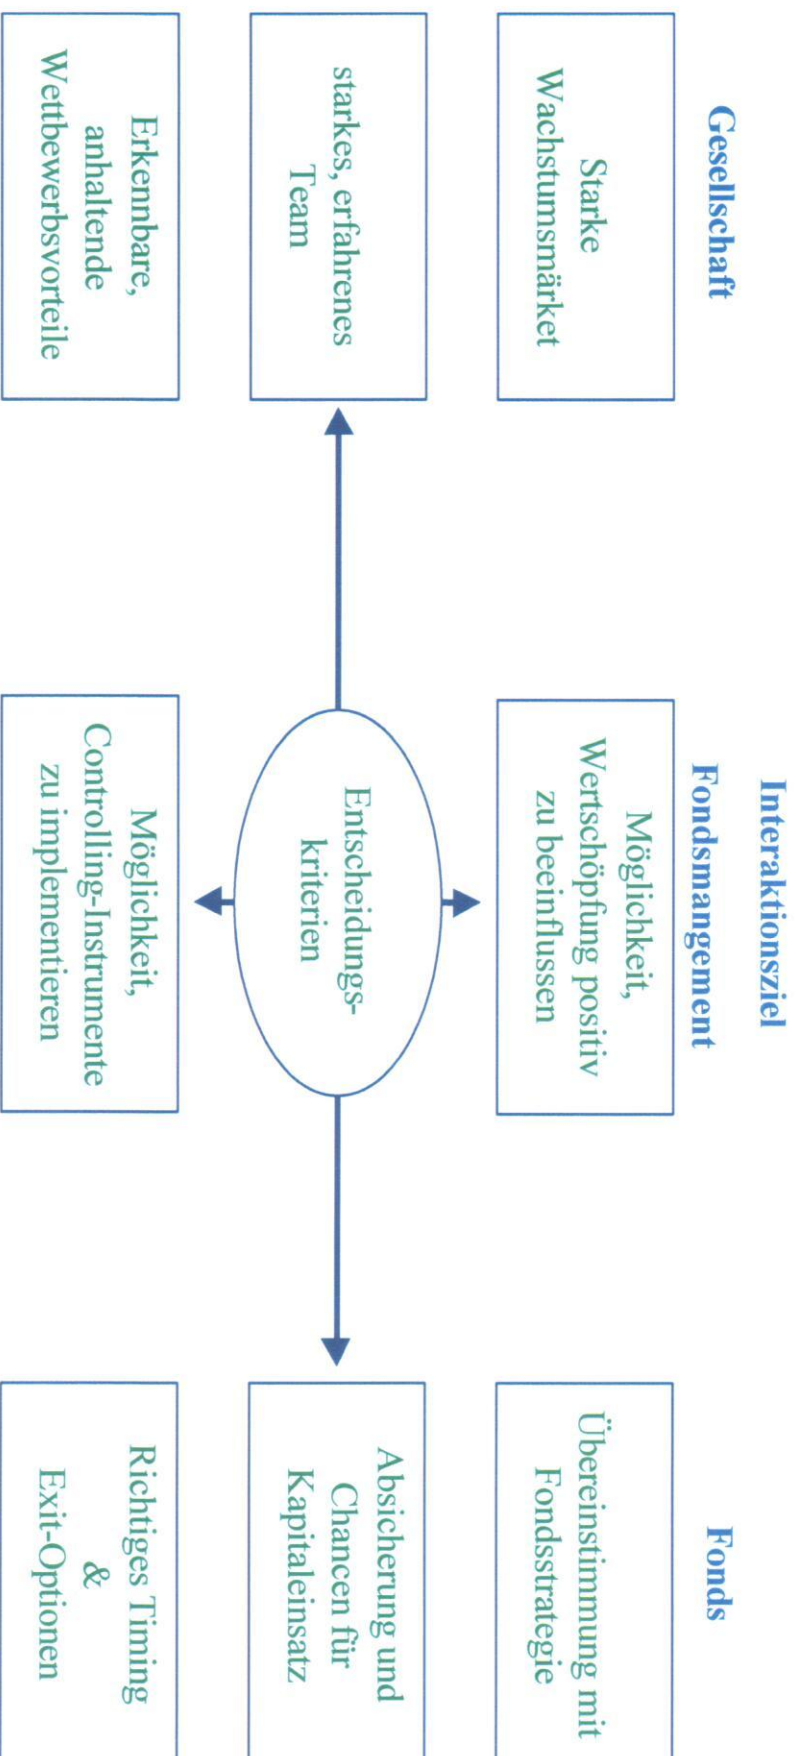 Interaktionsziel
Gesellschaft
Fondsmangement
Fonds
Starke
Wachstumsmärket
Möglichkeit,
Wertschöpfung positiv
zu beeinflussen
Übereinstimmung mit
Fondsstrategie
starkes, erfahrenes
Team
Entscheidungs-
kriterien
Absicherung und
Chancen für
Kapitaleinsatz
Erkennbare,
anhaltende
Wettbewerbsvorteile
Möglichkeit,
Controlling-Instrumente
zu implementieren
Richtiges Timing
&
Exit-Optionen